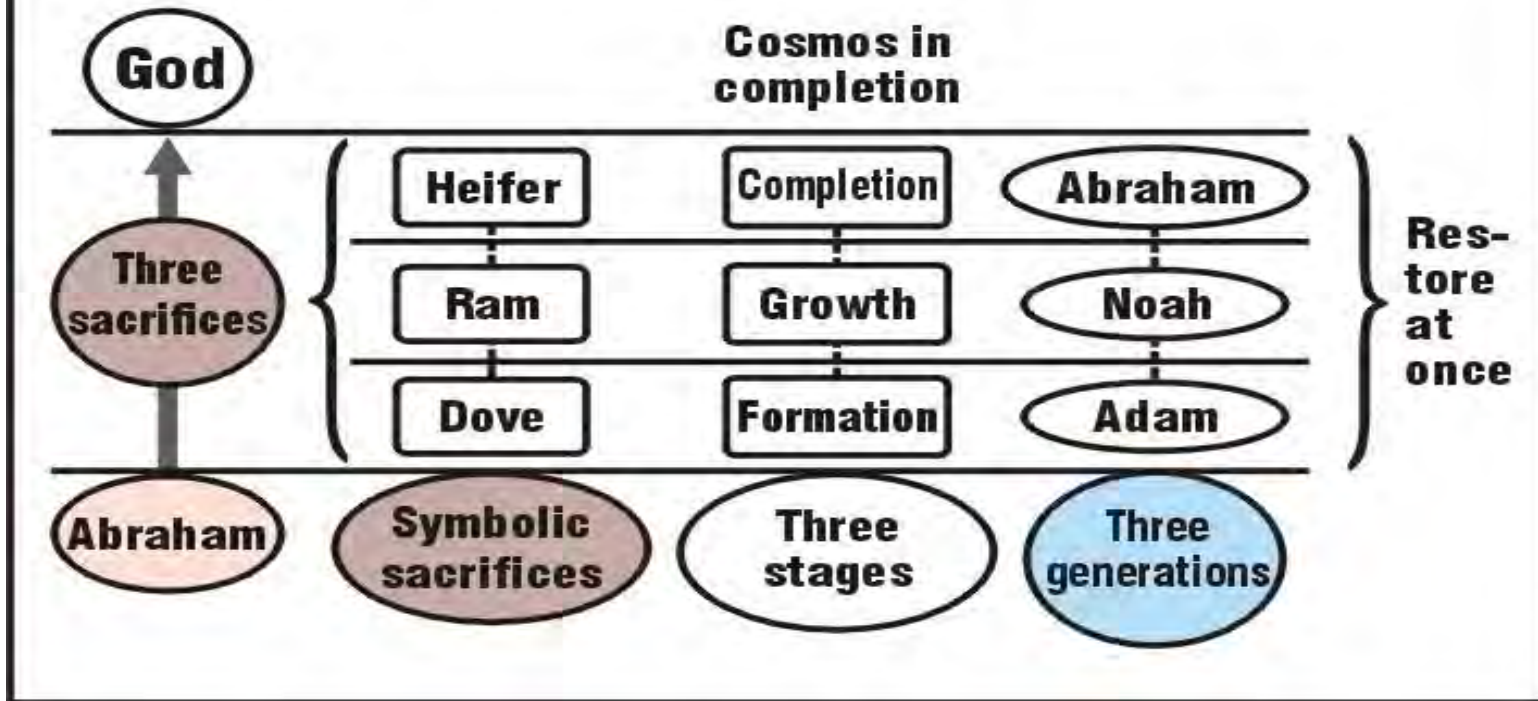 God
Cosmos in
completion
Heifer
Completion
Abraham
Three
sacrifices
Ram
Growth
Noah
Res-
tore
at
once
Dove
Formation
Adam
Abraham
Symbolic
sacrifices
Three
stages
Three
generations